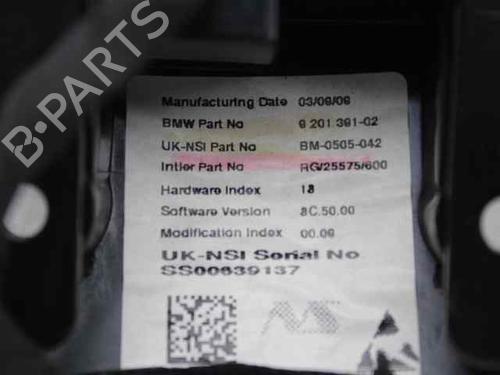 B-PARTS
Manufacturing Date 03/09/09
BMW Part No 9 201 391-02
UK-NSI Part No BM-0505-042
Intier Part No RG/25575/600
Hardware Index 18
Software Version 8C.50.00
Modification Index 00.09
UK-NSI Serial No
SS00639137